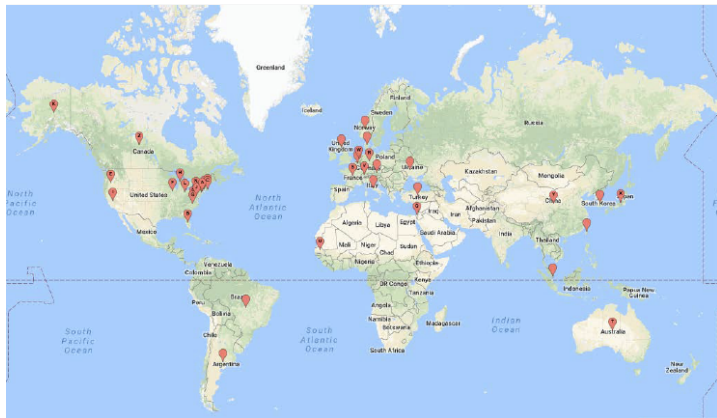 Greenland
Iceland
Finland
Sweden
Norway
Russia
Canada
United
Kingdom
Poland
Ukraine
France
Kazakhstan
Mongolia
Spain
Turkey
North
Pacific
Ocean
United States
North
Atlantic
Ocean
China
South Korea
Japan
Iraq
Iran
Afghanistan
Pakistan
Algeria
Libya
Egypt
Saudi Arabia
India
Mexico
Mali
Niger
Chad
Sudan
Thailand
Nigeria
Ethiopia
Venezuela
Colombia
DR Congo
Kenya
Indonesia
Papua New
Guinea
Tanzania
Peru
Brazil
Bolivia
Angola
Namibia
Botswana
Madagascar
Chile
South
Pacific
Ocean
South
Atlantic
Ocean
Indian
Ocean
Australia
South Africa
Argentina
New
Zealand